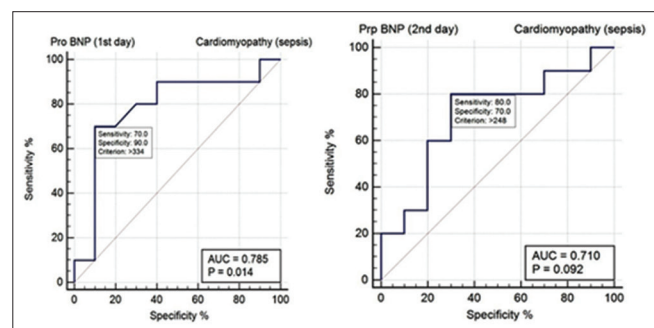 Pro BNP (1st day) Cardiomyopathy (sepsis)
100
80
60
40
20
0
Sensitivity %
Sensitivity: 70.0
Specificity: 90.0
Criterion: >334
AUC = 0.785
P = 0.014
0 20 40 60 80 100
Specificity %
Prp BNP (2nd day) Cardiomyopathy (sepsis)
100
80
60
40
20
0
Sensitivity %
Sensitivity: 80.0
Specificity: 70.0
Criterion: >248
AUC = 0.710
P = 0.092
0 20 40 60 80 100
Specificity %